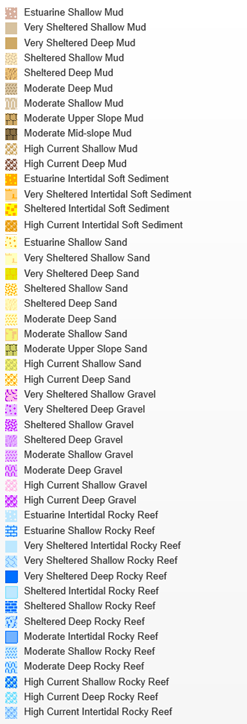 Estuarine Shallow Mud
Very Sheltered Shallow Mud
Very Sheltered Deep Mud
Sheltered Shallow Mud
Sheltered Deep Mud
Moderate Deep Mud
Moderate Shallow Mud
Moderate Upper Slope Mud
Moderate Mid-slope Mud
High Current Shallow Mud
High Current Deep Mud
Estuarine Intertidal Soft Sediment
Very Sheltered Intertidal Soft Sediment
Sheltered Intertidal Soft Sediment
High Current Intertidal Soft Sediment
Estuarine Shallow Sand
Very Sheltered Shallow Sand
Very Sheltered Deep Sand
Sheltered Shallow Sand
Sheltered Deep Sand
Moderate Deep Sand
Moderate Shallow Sand
Moderate Upper Slope Sand
High Current Shallow Sand
High Current Deep Sand
Very Sheltered Shallow Gravel
Very Sheltered Deep Gravel
Sheltered Shallow Gravel
Sheltered Deep Gravel
Moderate Shallow Gravel
Moderate Deep Gravel
High Current Shallow Gravel
High Current Deep Gravel
Estuarine Intertidal Rocky Reef
Estuarine Shallow Rocky Reef
Very Sheltered Intertidal Rocky Reef
Very Sheltered Shallow Rocky Reef
Very Sheltered Deep Rocky Reef
Sheltered Intertidal Rocky Reef
Sheltered Shallow Rocky Reef
Sheltered Deep Rocky Reef
Moderate Intertidal Rocky Reef
Moderate Shallow Rocky Reef
Moderate Deep Rocky Reef
High Current Shallow Rocky Reef
High Current Deep Rocky Reef
High Current Intertidal Rocky Reef